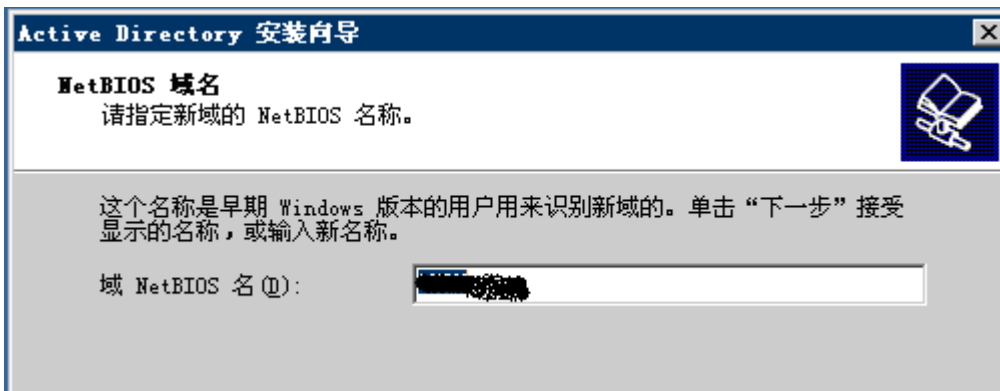 Active Directory 安装向导
NetBIOS 域名
请指定新域的 NetBIOS 名称。
这个名称是早期 Windows 版本的用户用来识别新域的。单击“下一步”接受
显示的名称，或输入新名称。
域 NetBIOS 名(D):